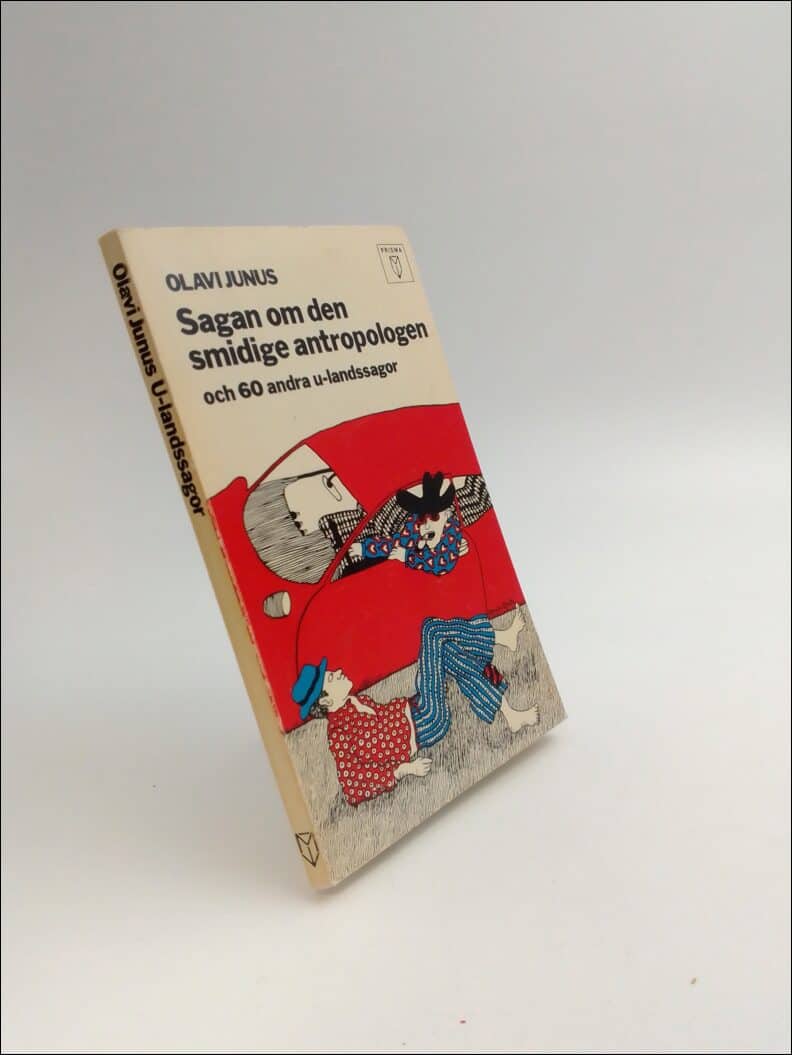 PRISMA
OLAVI JUNUS
Sagan om den
smidige antropologen
och 60 andra u-landssagor
Olavi Junus U-landssagor